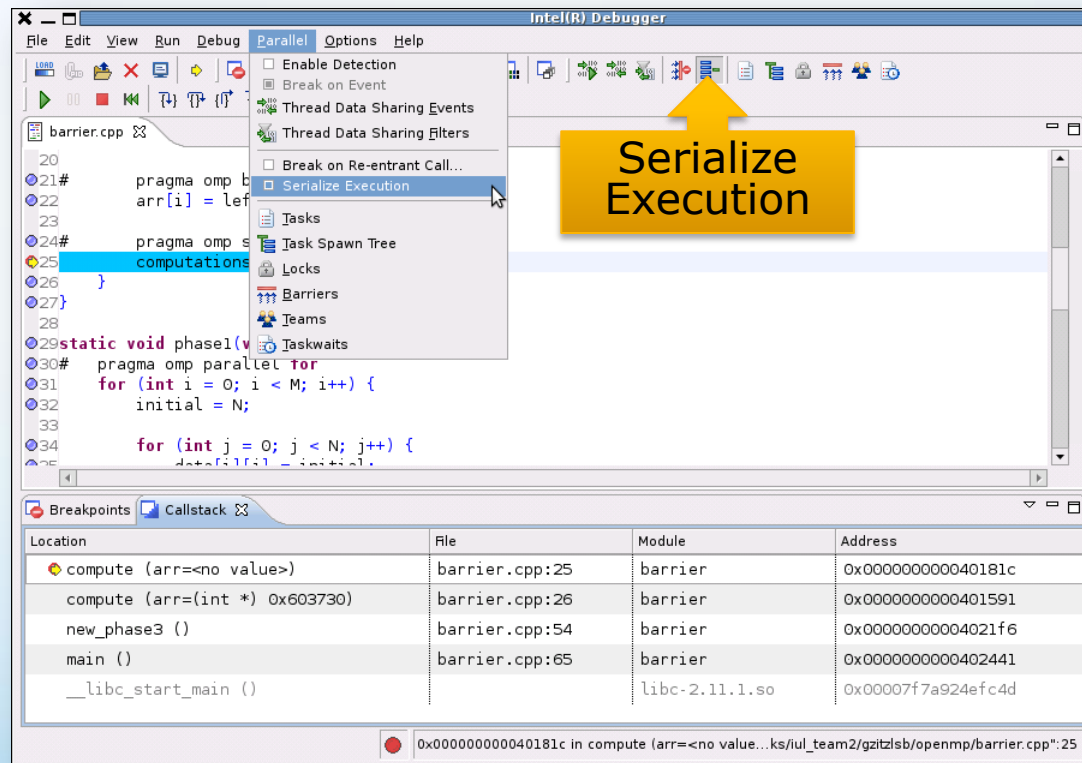 Intel(R) Debugger
File Edit View Run Debug Parallel Options Help
LOAD
Enable Detection
Break on Event
Thread Data Sharing Events
Thread Data Sharing Filters
Break on Re-entrant Call...
Serialize Execution
Tasks
Task Spawn Tree
Locks
Barriers
Teams
Taskwaits
Serialize
Execution
barrier.cpp
20
21# pragma omp b
22 arr[i] = lef
23
24# pragma omp s
25 computations
26 }
27}
28
29static void phase1(v
30# pragma omp parallel for
31 for (int i = 0; i < M; i++) {
32 initial = N;
33
34 for (int j = 0; j < N; j++) {
Breakpoints Callstack
Location File Module Address
compute (arr=<no value>) barrier.cpp:25 barrier 0x000000000040181c
compute (arr=(int *) 0x603730) barrier.cpp:26 barrier 0x0000000000401591
new_phase3 () barrier.cpp:54 barrier 0x00000000004021f6
main () barrier.cpp:65 barrier 0x0000000000402441
__libc_start_main () libc-2.11.1.so 0x00007f7a924efc4d
0x000000000040181c in compute (arr=<no value...ks/iul_team2/gzitzlsb/openmp/barrier.cpp":25